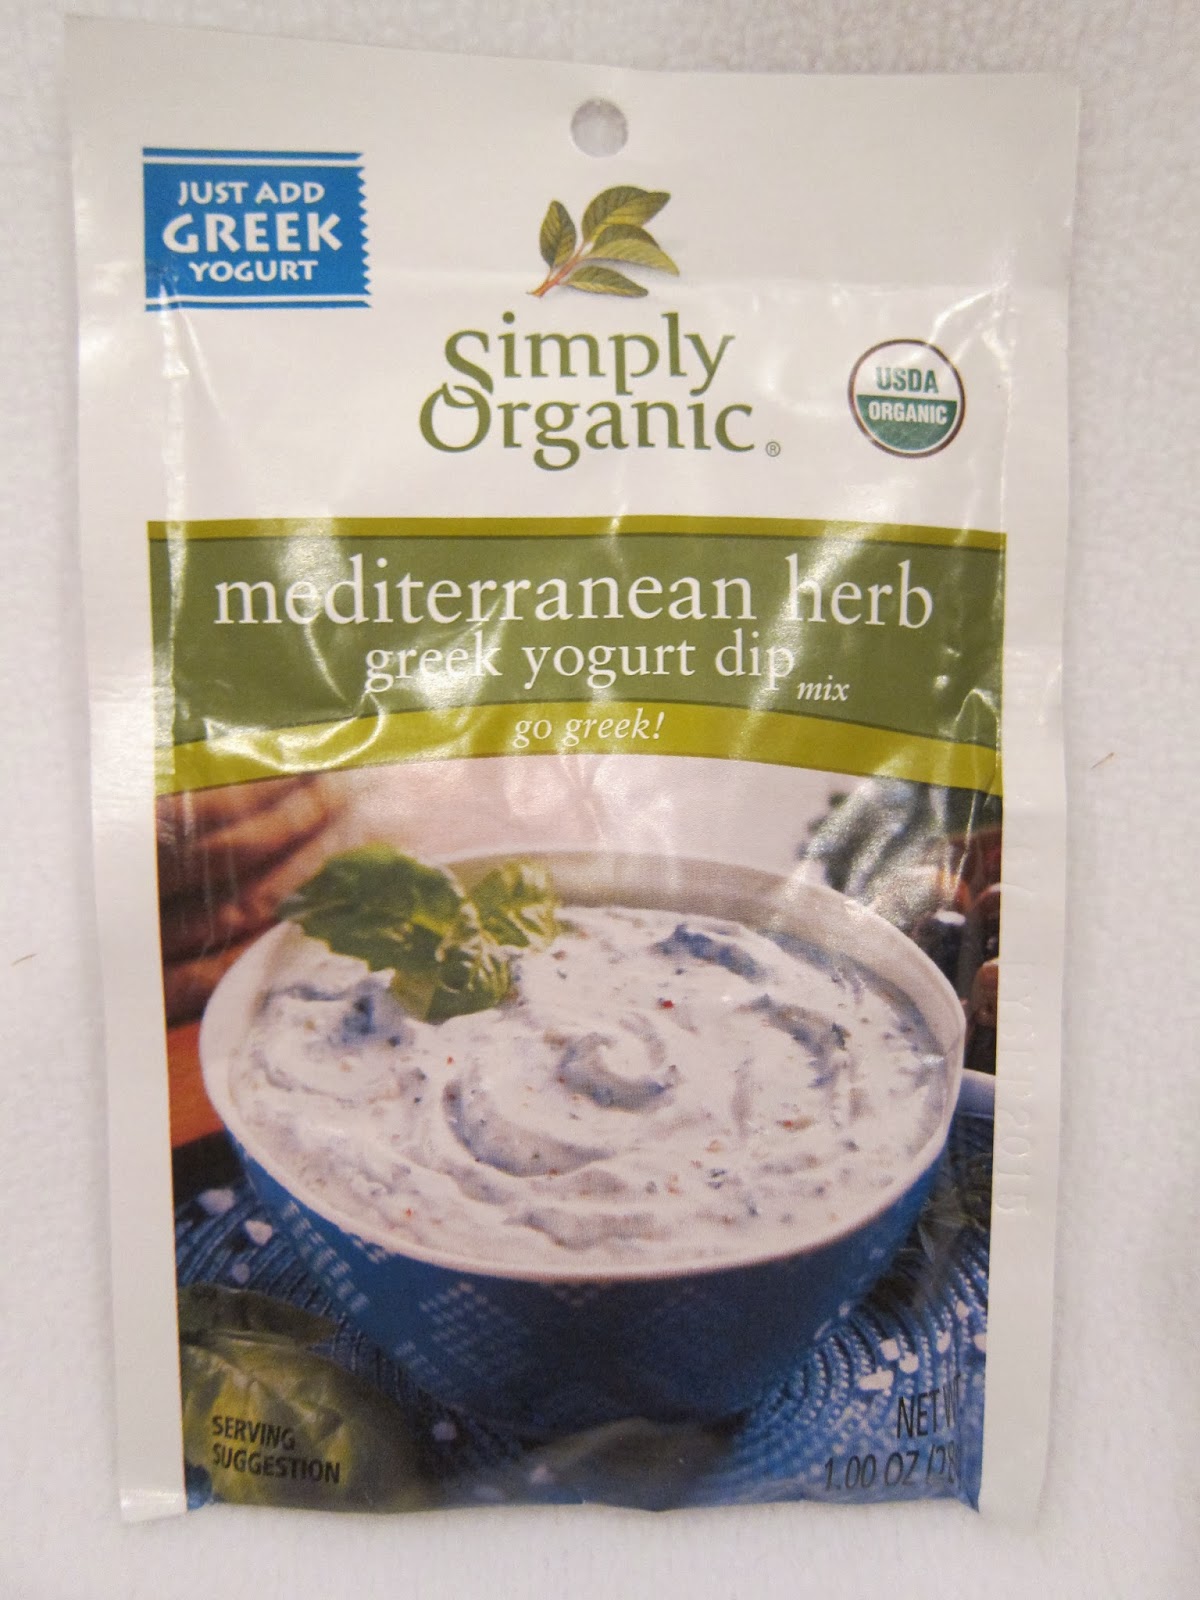 JUST ADD
GREEK
YOGURT
Simply
Organic®
USDA
ORGANIC
mediterranean herb
greek yogurt dip mix
go greek!
SERVING
SUGGESTION
NET
1.00 OZ